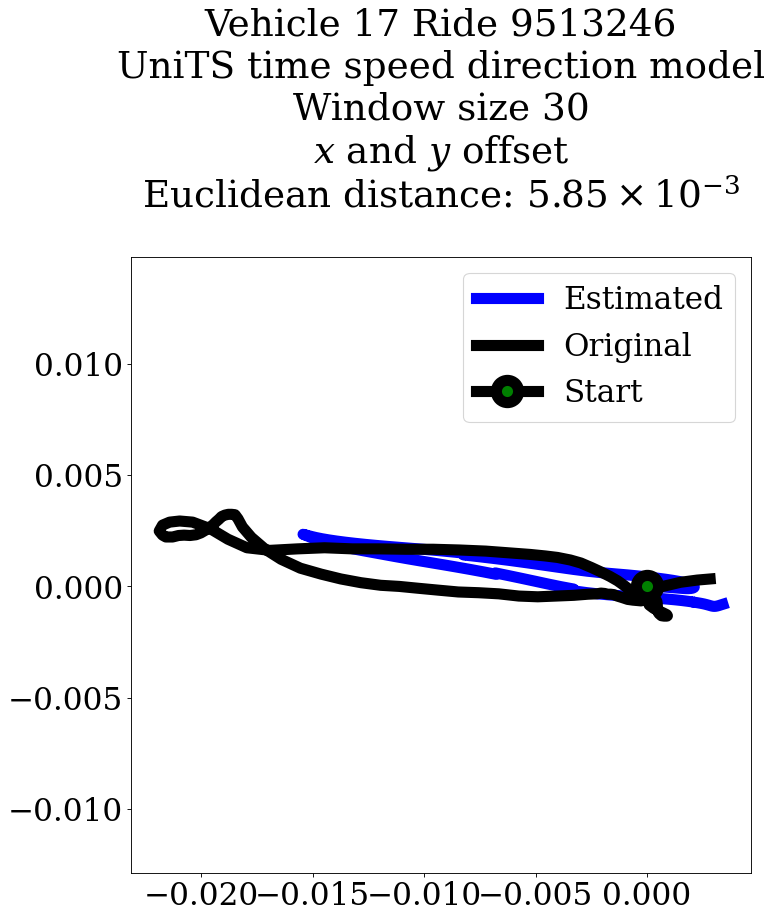 Vehicle 17 Ride 9513246
UniTS time speed direction model
Window size 30
x and y offset
Euclidean distance: 5.85 × 10⁻³
Estimated
Original
Start
0.010
0.005
0.000
−0.005
−0.010
−0.020 −0.015 −0.010 −0.005 0.000